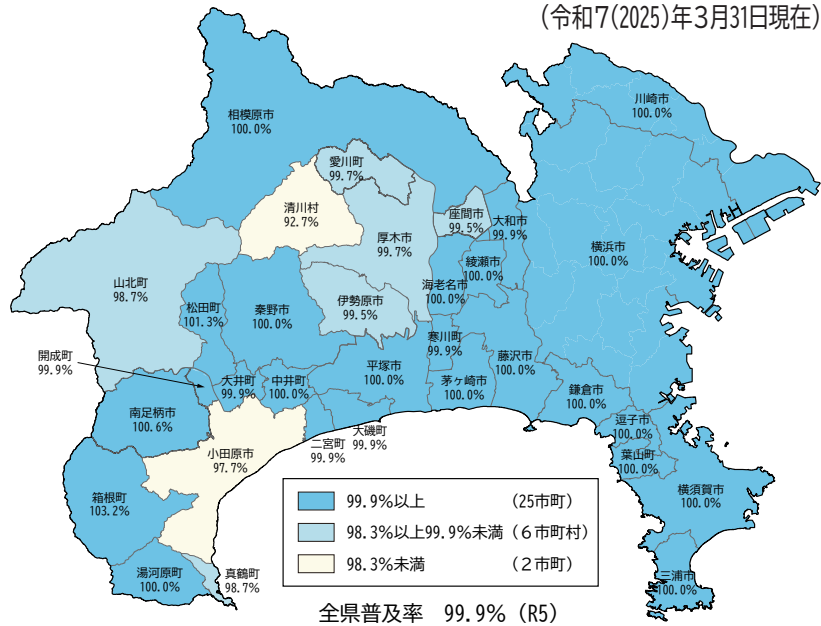 (令和7(2025)年3月31日現在)
川崎市
100.0%
相模原市
100.0%
愛川町
99.7%
清川村
92.7%
座間市
99.5%
大和市
99.9%
厚木市
99.7%
横浜市
100.0%
綾瀬市
100.0%
山北町
98.7%
海老名市
100.0%
松田町
101.3%
秦野市
100.0%
伊勢原市
99.5%
寒川町
99.9%
開成町
99.9%
藤沢市
100.0%
平塚市
100.0%
大井町
99.9%
中井町
100.0%
茅ヶ崎市
100.0%
鎌倉市
100.0%
南足柄市
100.6%
逗子市
100.0%
大磯町
99.9%
二宮町
99.9%
小田原市
97.7%
葉山町
100.0%
箱根町
103.2%
横須賀市
100.0%
湯河原町
100.0%
真鶴町
98.7%
三浦市
100.0%
99.9%以上 (25市町)
98.3%以上99.9%未満 (6市町村)
98.3%未満 (2市町)
全県普及率 99.9% (R5)